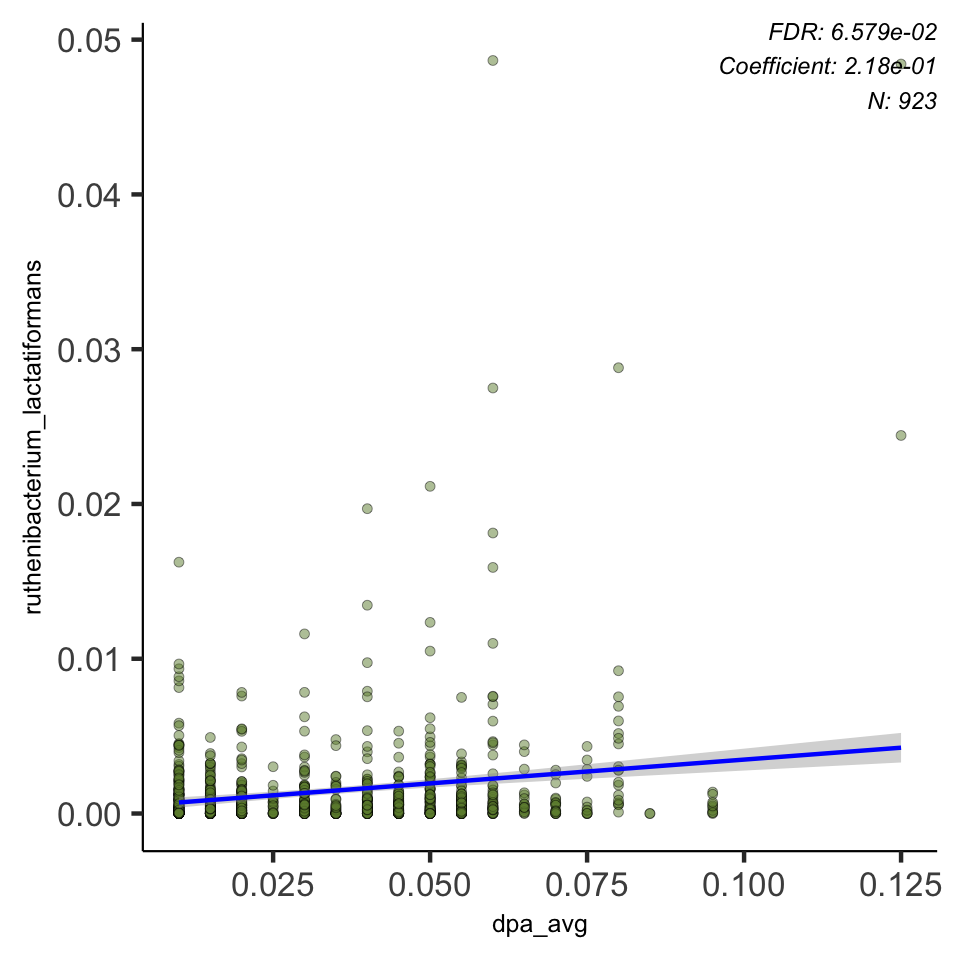 FDR: 6.579e-02
Coefficient: 2.18e-01
N: 923
0.05
0.04
0.03
0.02
0.01
0.00
ruthenibacterium_lactatiformans
0.025 0.050 0.075 0.100 0.125
dpa_avg